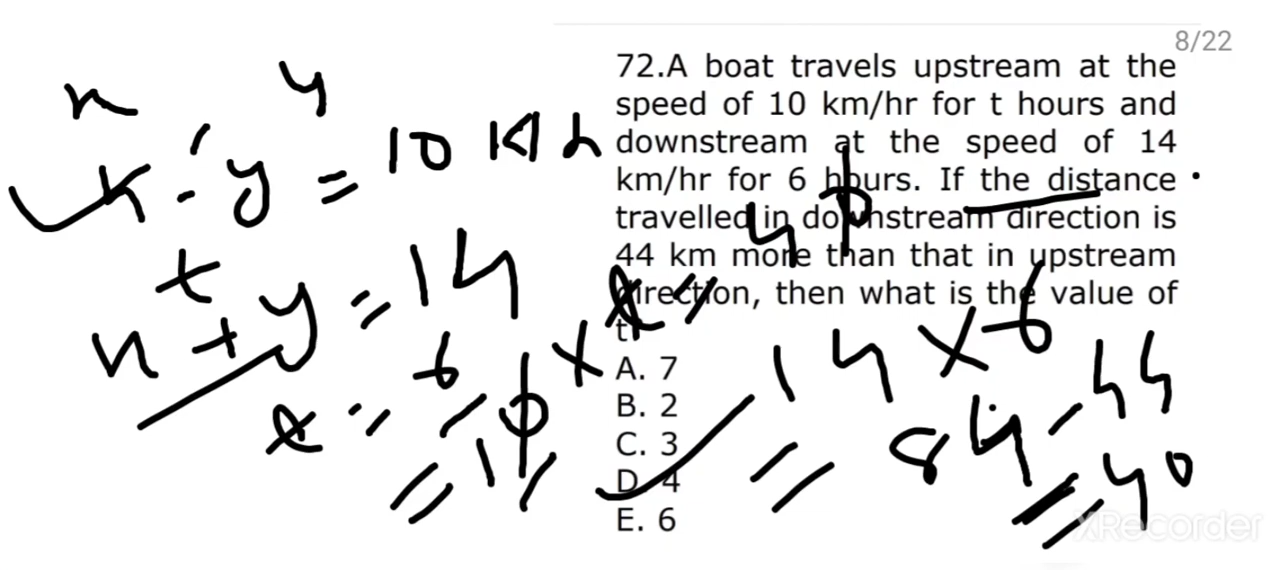 8/22
72.A boat travels upstream at the
speed of 10 km/hr for t hours and
downstream at the speed of 14
km/hr for 6 hours. If the distance
travelled in downstream direction is
44 km more than that in upstream
direction, then what is the value of
t?
A. 7
B. 2
C. 3
D. 4
E. 6
x - y = 10 K h
x + y = 14
14 x 6
= 84 - 44
= 40
XRecorder